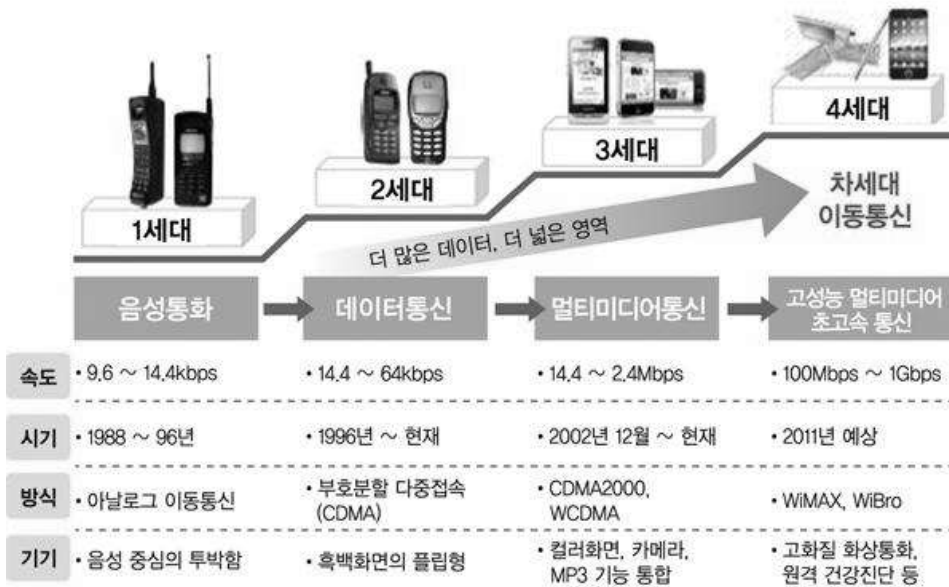 1세대
2세대
3세대
4세대
더 많은 데이터, 더 넓은 영역
차세대
이동통신
음성통화
데이터통신
멀티미디어통신
고성능 멀티미디어
초고속 통신
속도
• 9.6 ~ 14.4kbps
• 14.4 ~ 64kbps
• 14.4 ~ 2.4Mbps
• 100Mbps ~ 1Gbps
시기
• 1988 ~ 96년
• 1996년 ~ 현재
• 2002년 12월 ~ 현재
• 2011년 예상
방식
• 아날로그 이동통신
• 부호분할 다중접속
(CDMA)
• CDMA2000,
WCDMA
• WiMAX, WiBro
기기
• 음성 중심의 투박함
• 흑백화면의 플립형
• 컬러화면, 카메라,
MP3 기능 통합
• 고화질 화상통화,
원격 건강진단 등